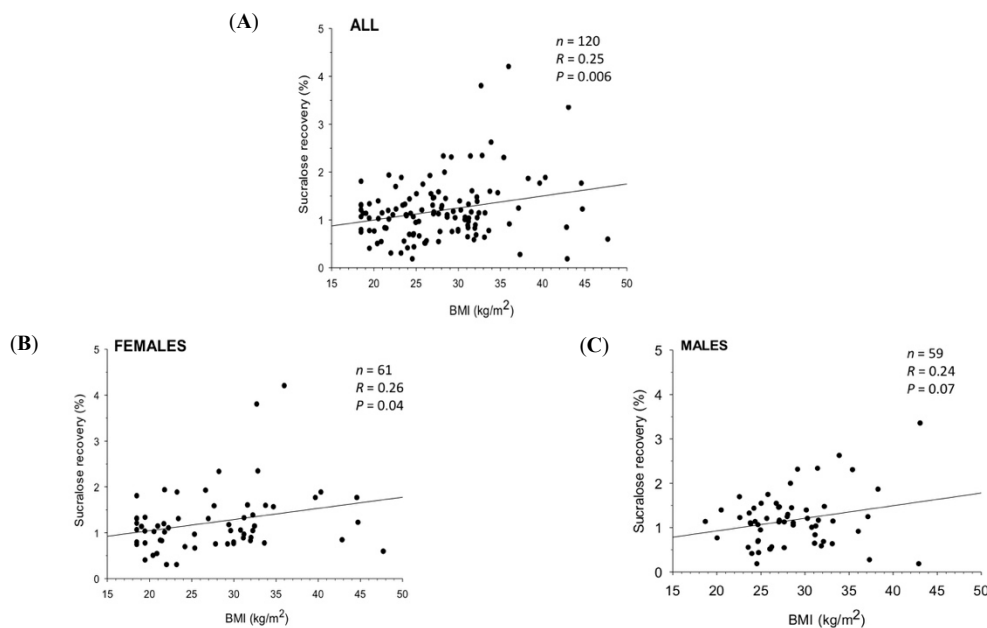 (A)
ALL
n = 120
R = 0.25
P = 0.006
Sucralose recovery (%)
5
4
3
2
1
0
15 20 25 30 35 40 45 50
BMI (kg/m2)
(B)
FEMALES
n = 61
R = 0.26
P = 0.04
Sucralose recovery (%)
5
4
3
2
1
0
15 20 25 30 35 40 45 50
BMI (kg/m2)
(C)
MALES
n = 59
R = 0.24
P = 0.07
Sucralose recovery (%)
5
4
3
2
1
0
15 20 25 30 35 40 45 50
BMI (kg/m2)